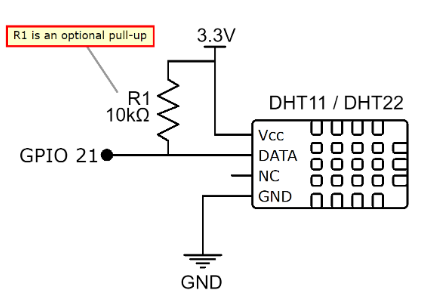 R1 is an optional pull-up
3.3V
R1
10kΩ
DHT11 / DHT22
Vcc
GPIO 21
DATA
NC
GND
GND